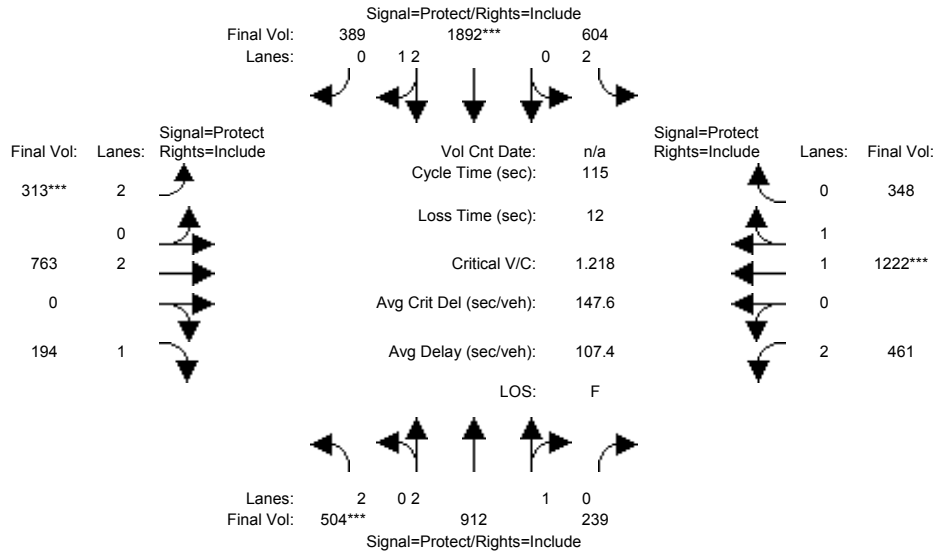 Signal=Protect/Rights=Include
Final Vol: 389 1892*** 604
Lanes: 0 1 2 0 2
Signal=Protect Signal=Protect
Final Vol: Lanes: Rights=Include Vol Cnt Date: n/a Rights=Include Lanes: Final Vol:
Cycle Time (sec): 115
313*** 2 0 348
Loss Time (sec): 12
0 1
763 2 Critical V/C: 1.218 1 1222***
0 Avg Crit Del (sec/veh): 147.6 0
194 1 Avg Delay (sec/veh): 107.4 2 461
LOS: F
Lanes: 2 0 2 1 0
Final Vol: 504*** 912 239
Signal=Protect/Rights=Include